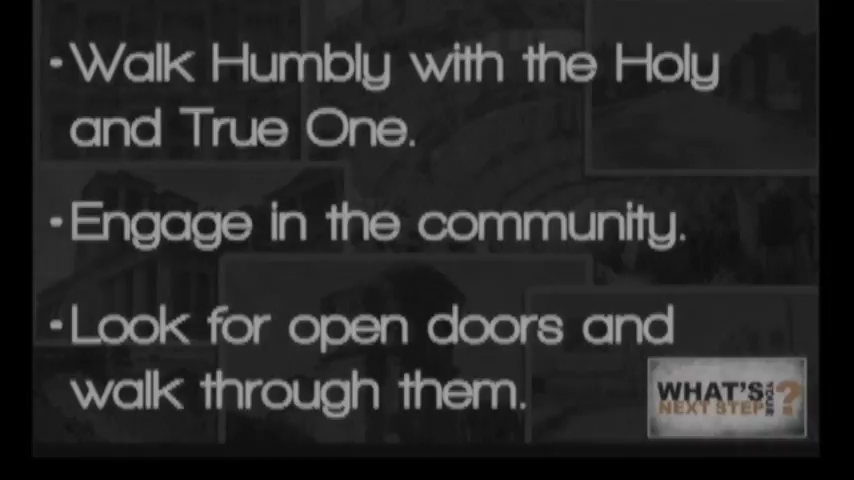 -Walk Humbly with the Holy
and True One.
-Engage in the community.
-Look for open doors and
walk through them.
WHAT'S YOUR ?
NEXT STEP